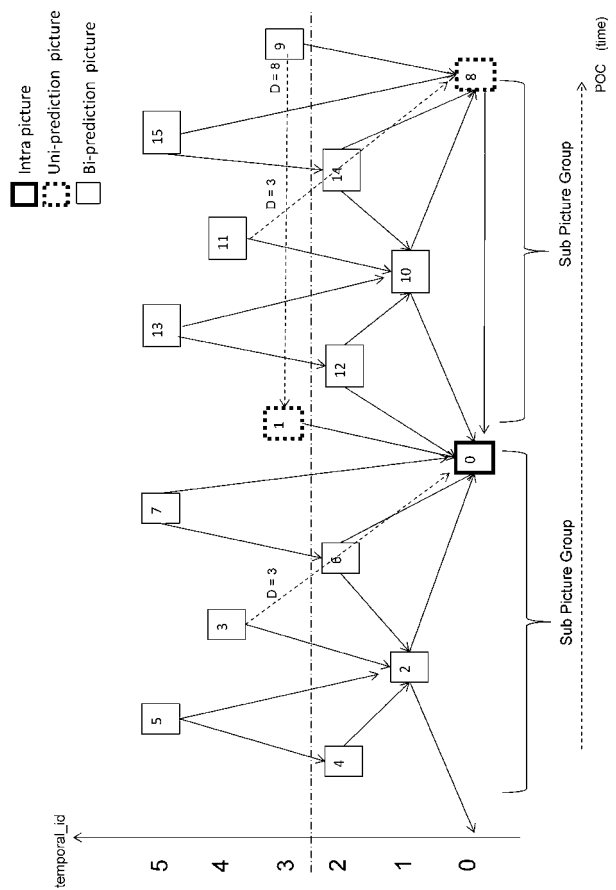 Intra picture
Uni-prediction picture
Bi-prediction picture
temporal_id
5
5
13
15
7
4
3
11
D = 3
D = 3
D = 8
3
1
9
2
4
6
12
14
1
2
10
0
0
8
Sub Picture Group
Sub Picture Group
POC (time)